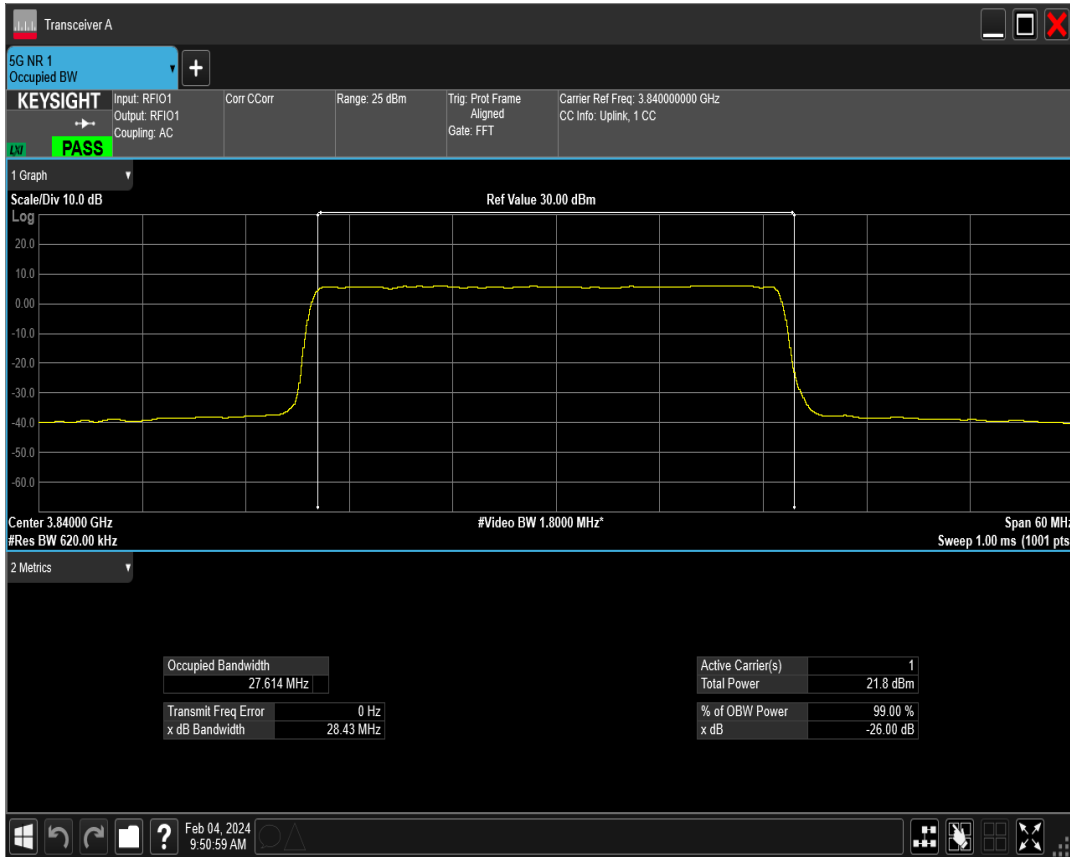 Transceiver A
5G NR 1
Occupied BW
+
KEYSIGHT
LXI
PASS
Input: RFIO1
Output: RFIO1
Coupling: AC
Corr CCorr
Range: 25 dBm
Trig: Prot Frame
Aligned
Gate: FFT
Carrier Ref Freq: 3.840000000 GHz
CC Info: Uplink, 1 CC
1 Graph
Scale/Div 10.0 dB
Ref Value 30.00 dBm
Log
20.0
10.0
0.00
-10.0
-20.0
-30.0
-40.0
-50.0
-60.0
Center 3.84000 GHz
#Video BW 1.8000 MHz*
Span 60 MHz
#Res BW 620.00 kHz
Sweep 1.00 ms (1001 pts
2 Metrics
Occupied Bandwidth
27.614 MHz
Transmit Freq Error 0 Hz
x dB Bandwidth 28.43 MHz
Active Carrier(s) 1
Total Power 21.8 dBm
% of OBW Power 99.00 %
x dB -26.00 dB
?
Feb 04, 2024
9:50:59 AM